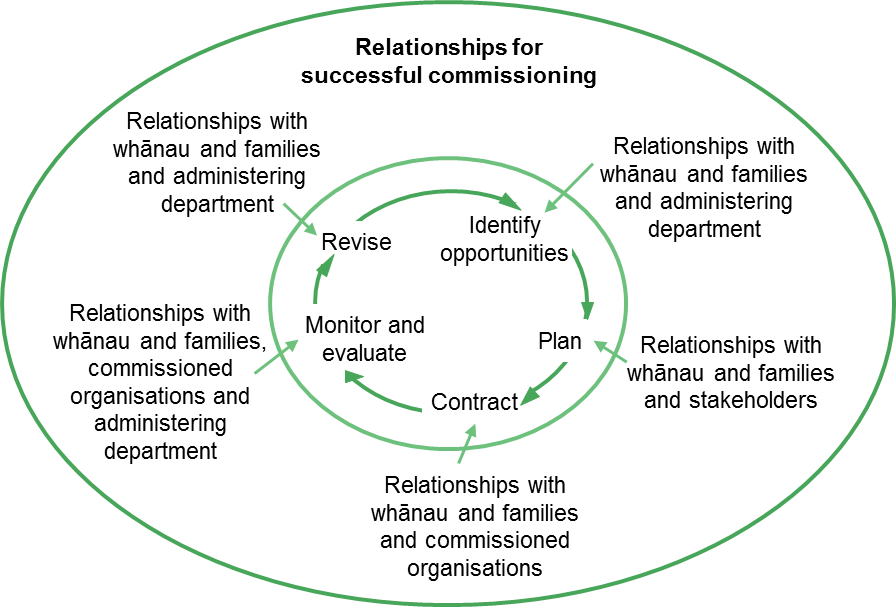 Relationships for
successful commissioning
Relationships with
whānau and families
and administering
department
Relationships with
whānau and families
and administering
department
Revise
Identify
opportunities
Relationships with
whānau and families,
commissioned
organisations and
administering
department
Monitor and
evaluate
Plan
Relationships with
whānau and families
and stakeholders
Contract
Relationships with
whānau and families
and commissioned
organisations